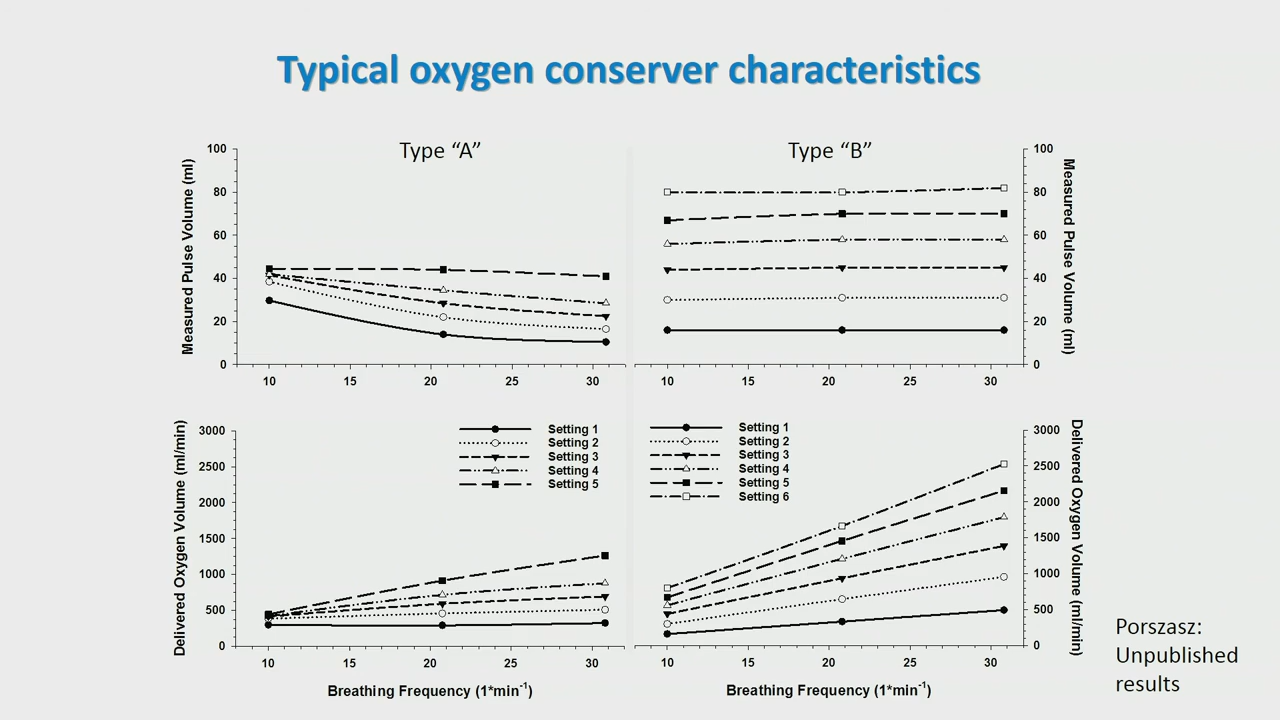 Typical oxygen conserver characteristics
Type “A”
Type “B”
Measured Pulse Volume (ml)
100
80
60
40
20
0
10
15
20
25
30
100
80
60
40
20
0
10
15
20
25
30
Measured Pulse Volume (ml)
Delivered Oxygen Volume (ml/min)
3000
2500
2000
1500
1000
500
0
Setting 1
Setting 2
Setting 3
Setting 4
Setting 5
10
15
20
25
30
Breathing Frequency (1*min⁻¹)
Setting 1
Setting 2
Setting 3
Setting 4
Setting 5
Setting 6
3000
2500
2000
1500
1000
500
0
Delivered Oxygen Volume (ml/min)
10
15
20
25
30
Breathing Frequency (1*min⁻¹)
Porszasz:
Unpublished
results